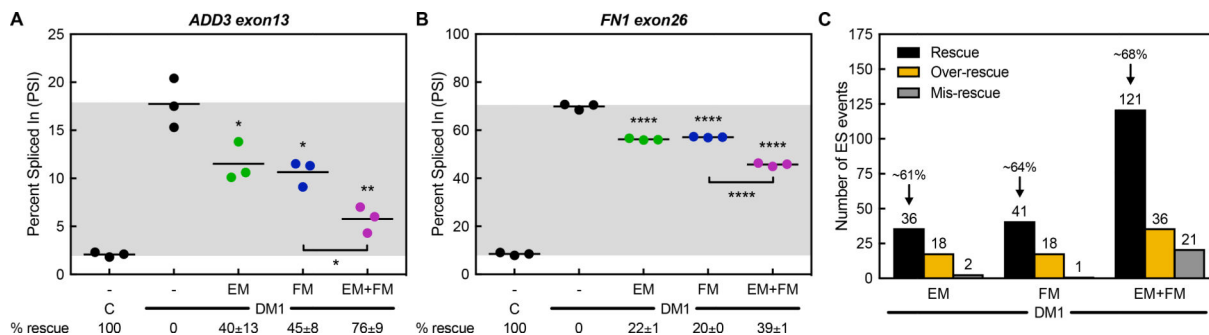 A
ADD3 exon13
Percent Spliced In (PSI)
25
20
15
10
5
0
*
*
**
*
- - EM FM EM+FM
C DM1
% rescue 100 0 40±13 45±8 76±9
B
FN1 exon26
Percent Spliced In (PSI)
100
80
60
40
20
0
****
****
****
****
- - EM FM EM+FM
C DM1
% rescue 100 0 22±1 20±0 39±1
C
Number of ES events
175
150
125
100
75
50
25
0
Rescue
Over-rescue
Mis-rescue
~61%
36
18
2
~64%
41
18
1
~68%
121
36
21
EM FM EM+FM
DM1